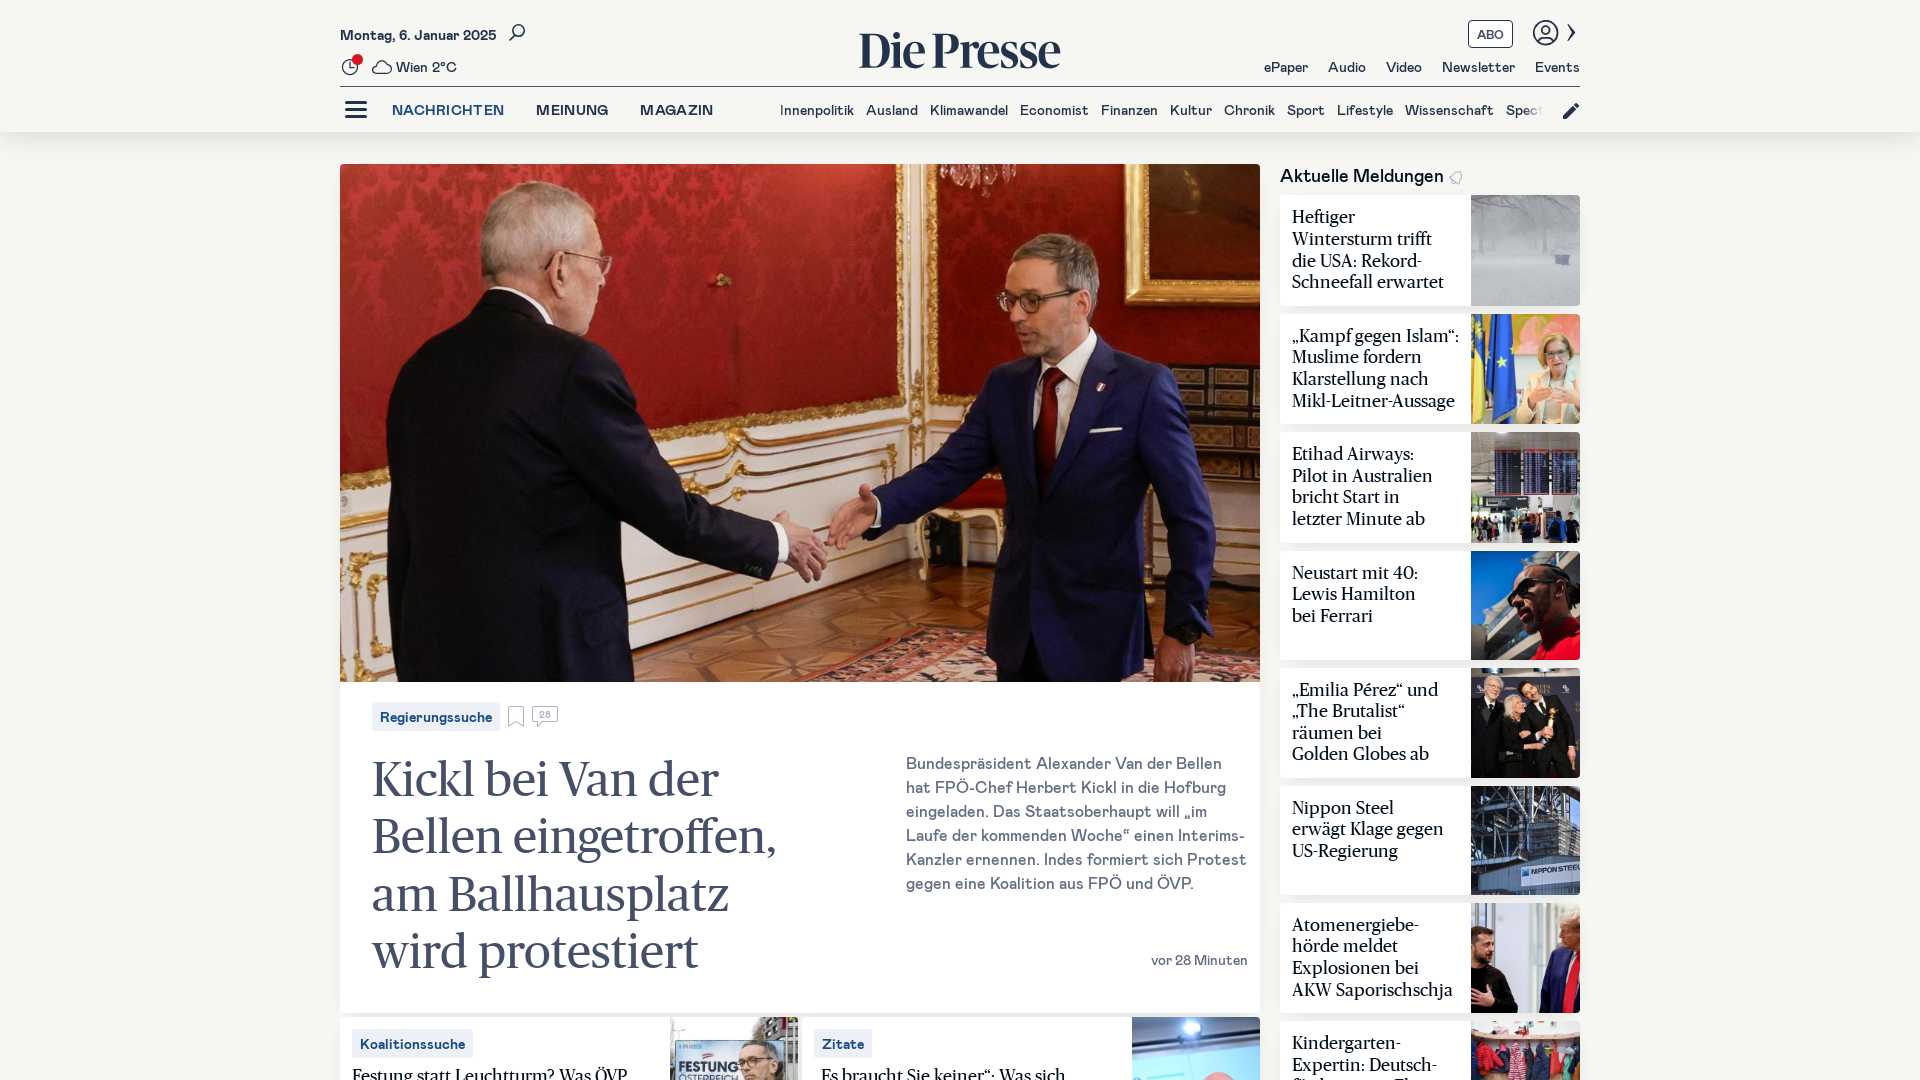 Montag, 6. Januar 2025
Wien 2°C
Die Presse
ABO
ePaper Audio Video Newsletter Events
NACHRICHTEN MEINUNG MAGAZIN
Innenpolitik Ausland Klimawandel Economist Finanzen Kultur Chronik Sport Lifestyle Wissenschaft Spect
Regierungssuche
28
Kickl bei Van der
Bellen eingetroffen,
am Ballhausplatz
wird protestiert
Bundespräsident Alexander Van der Bellen
hat FPÖ-Chef Herbert Kickl in die Hofburg
eingeladen. Das Staatsoberhaupt will „im
Laufe der kommenden Woche“ einen Interims-
Kanzler ernennen. Indes formiert sich Protest
gegen eine Koalition aus FPÖ und ÖVP.
vor 28 Minuten
Koalitionssuche
Festung statt Leuchtturm? Was ÖVP
FESTUNG
ÖSTERREICH
Zitate
„Es braucht Sie keiner“: Was sich
Aktuelle Meldungen
Heftiger
Wintersturm trifft
die USA: Rekord-
Schneefall erwartet
„Kampf gegen Islam“:
Muslime fordern
Klarstellung nach
Mikl-Leitner-Aussage
Etihad Airways:
Pilot in Australien
bricht Start in
letzter Minute ab
Neustart mit 40:
Lewis Hamilton
bei Ferrari
„Emilia Pérez“ und
„The Brutalist“
räumen bei
Golden Globes ab
Nippon Steel
erwägt Klage gegen
US-Regierung
NIPPON STEEL
Atomenergiebe-
hörde meldet
Explosionen bei
AKW Saporischschja
Kindergarten-
Expertin: Deutsch-